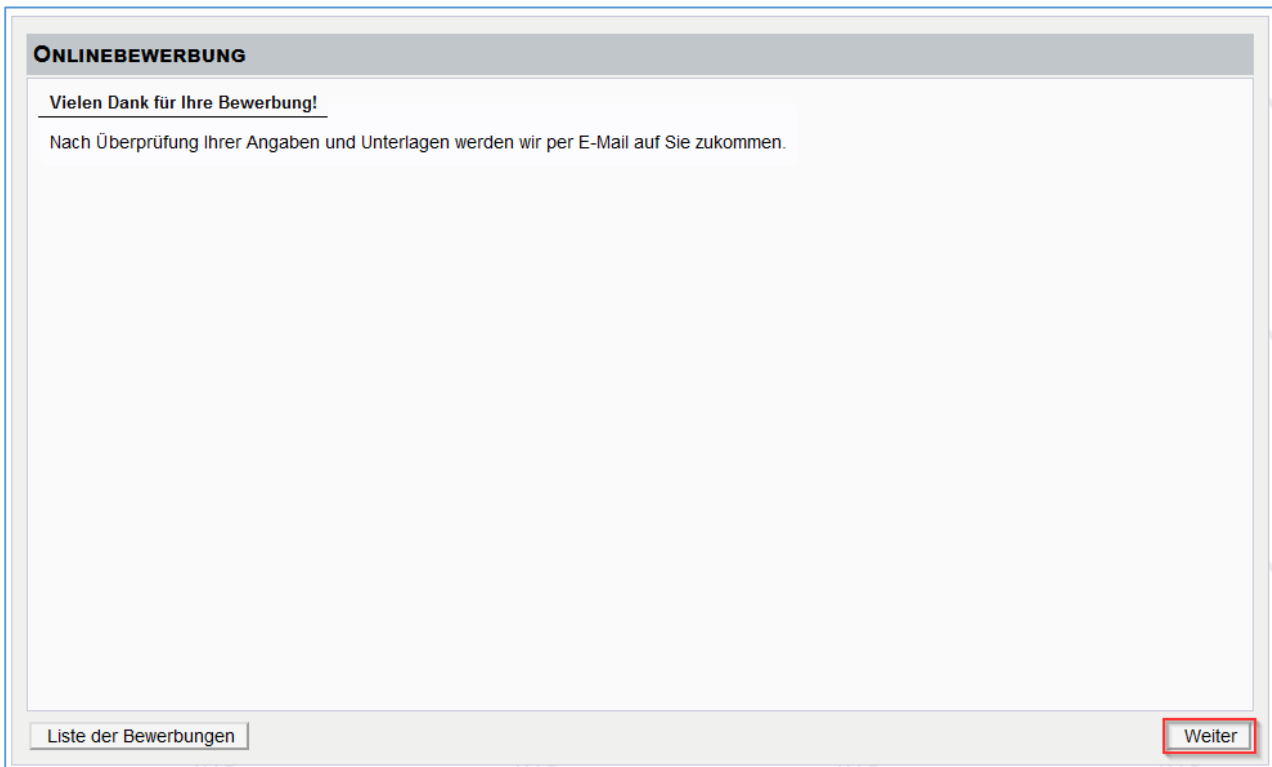 ONLINEBEWERBUNG
Vielen Dank für Ihre Bewerbung!
Nach Überprüfung Ihrer Angaben und Unterlagen werden wir per E-Mail auf Sie zukommen.
Liste der Bewerbungen
Weiter